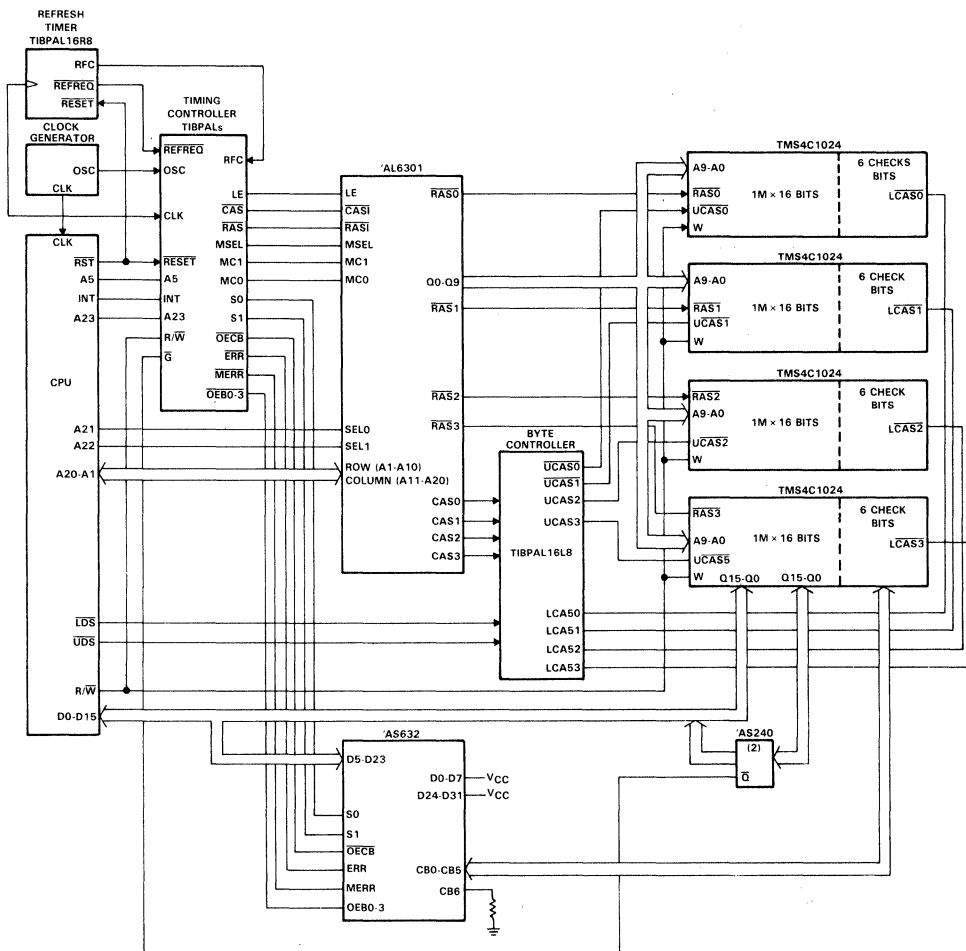 REFRESH
TIMER
TIBPAL16R8
RFC
REFREQ
RESET
CLOCK
GENERATOR
OSC
CLK
TIMING
CONTROLLER
TIBPALs
REFREQ
RFC
OSC
CLK
RESET
A5
INT
A23
R/W
G
LE
CAS
RAS
MSEL
MC1
MC0
S0
S1
OECB
ERR
MERR
OEB0-3
CLK
RST
A5
INT
A23
R/W
CPU
A21
A22
A20-A1
LDS
UDS
R/W
D0-D15
'AL6301
LE
CASI
RASI
MSEL
MC1
MC0
SEL0
SEL1
ROW (A1-A10)
COLUMN (A11-A20)
RAS0
Q0-Q9
RAS1
RAS2
RAS3
CAS0
CAS1
CAS2
CAS3
BYTE
CONTROLLER
UCAS0
UCAS1
UCAS2
UCAS3
TIBPAL16L8
LCA50
LCA51
LCA52
LCA53
TMS4C1024
A9-A0
RAS0
UCAS0
W
1M × 16 BITS
6 CHECKS
BITS
LCAS0
TMS4C1024
A9-A0
RAS1
UCAS1
W
1M × 16 BITS
6 CHECK
BITS
LCAS1
TMS4C1024
RAS2
A9-A0
UCAS2
W
1M × 16 BITS
6 CHECK
BITS
LCAS2
TMS4C1024
RAS3
A9-A0
UCAS5
W
1M × 16 BITS
6 CHECK
BITS
LCAS3
Q15-Q0
Q15-Q0
'AS240
(2)
Q
'AS632
D5-D23
S0
S1
OECB
ERR
MERR
OEB0-3
D0-D7
VCC
D24-D31
VCC
CB0-CB5
CB6